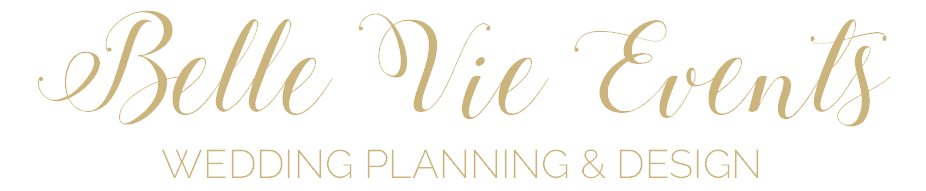 Belle Vie Events
WEDDING PLANNING & DESIGN